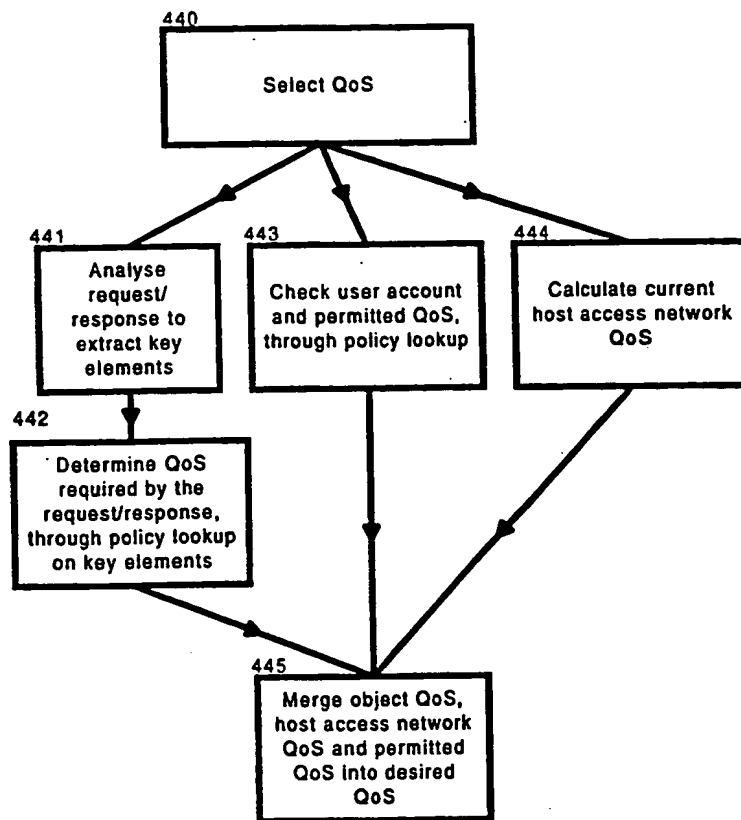 440
Select QoS
441
Analyse
request/
response to
extract key
elements
443
Check user account
and permitted QoS,
through policy lookup
444
Calculate current
host access network
QoS
442
Determine QoS
required by the
request/response,
through policy lookup
on key elements
445
Merge object QoS,
host access network
QoS and permitted
QoS into desired
QoS